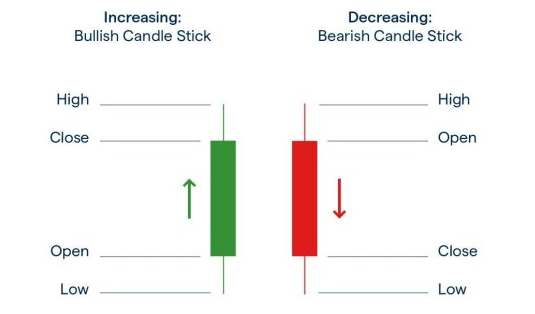 Increasing:
Bullish Candle Stick
Decreasing:
Bearish Candle Stick
High
Close
Open
Low
High
Open
Close
Low